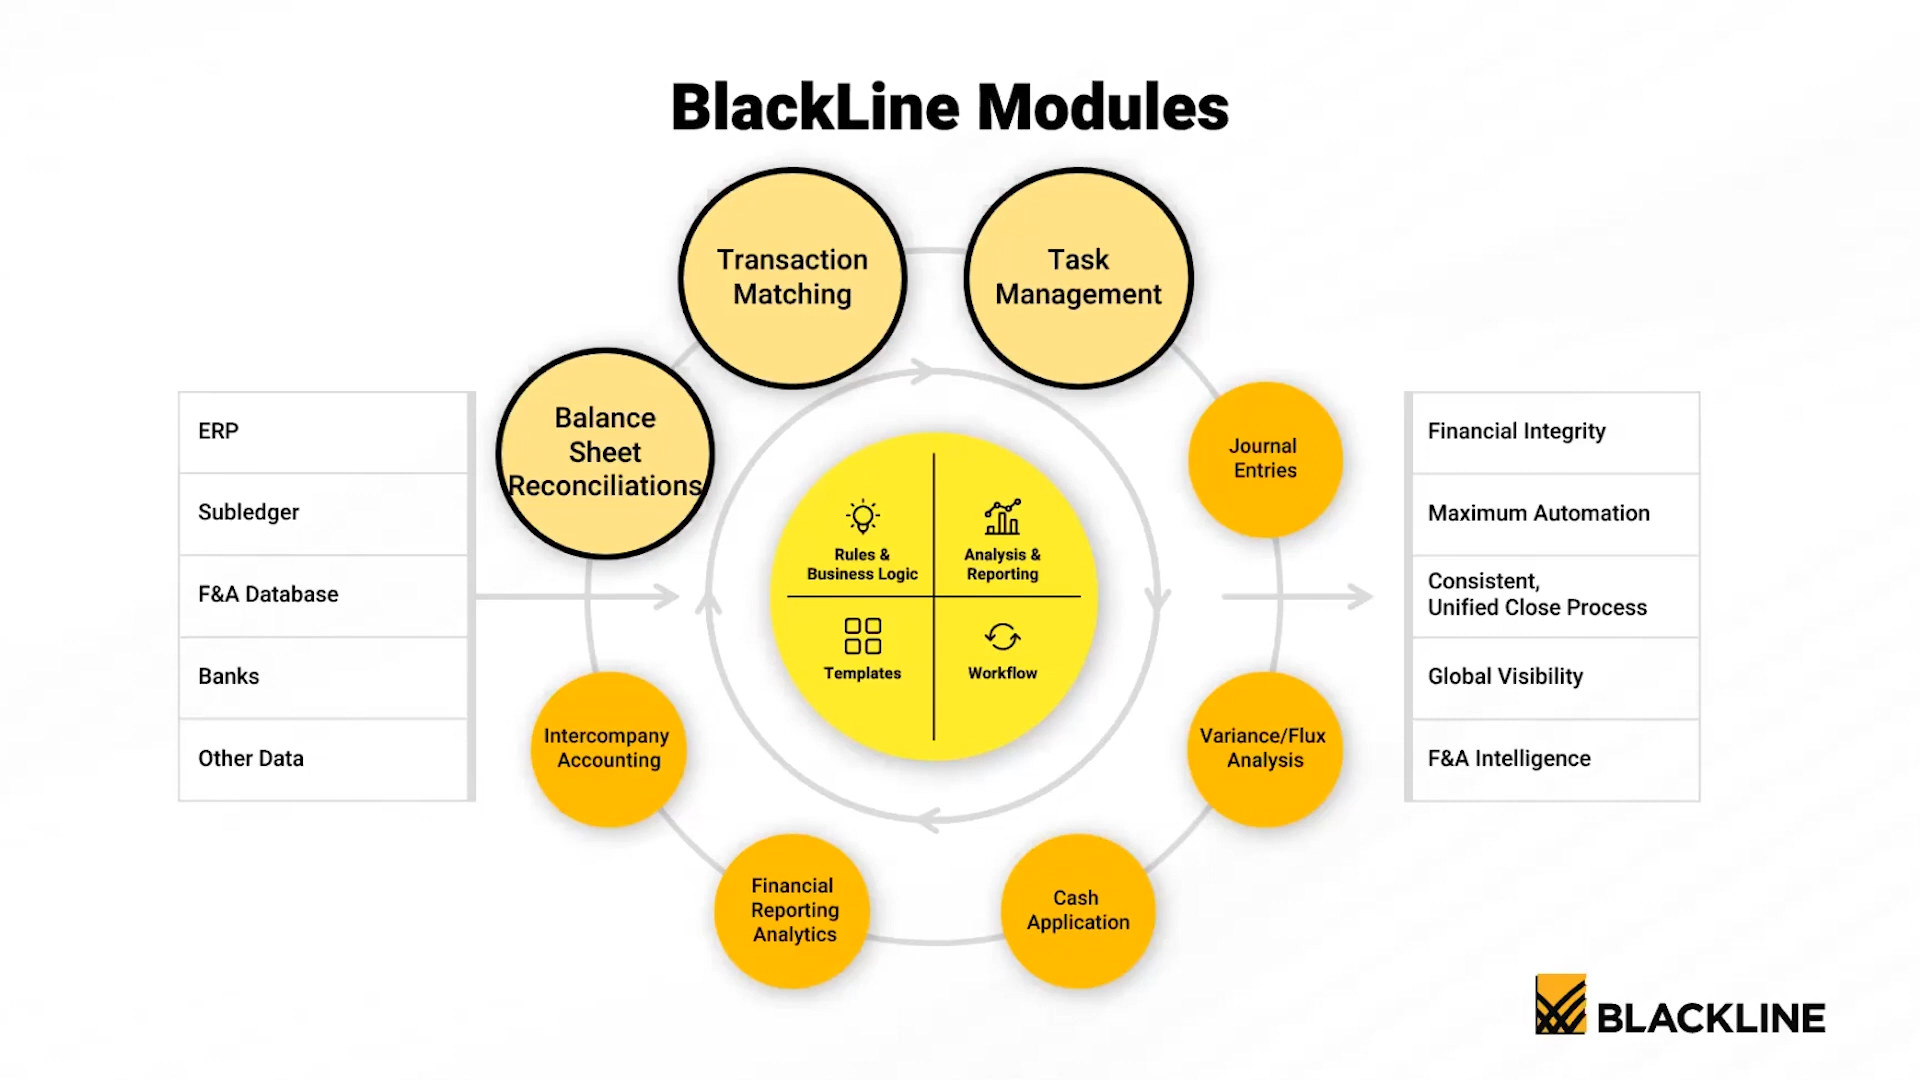 BlackLine Modules
Transaction
Matching
Task
Management
Balance
Sheet
Reconciliations
Journal
Entries
ERP
Subledger
F&A Database
Banks
Other Data
Rules &
Business Logic
Analysis &
Reporting
Templates
Workflow
Financial Integrity
Maximum Automation
Consistent,
Unified Close Process
Global Visibility
F&A Intelligence
Intercompany
Accounting
Variance/Flux
Analysis
Financial
Reporting
Analytics
Cash
Application
BLACKLINE